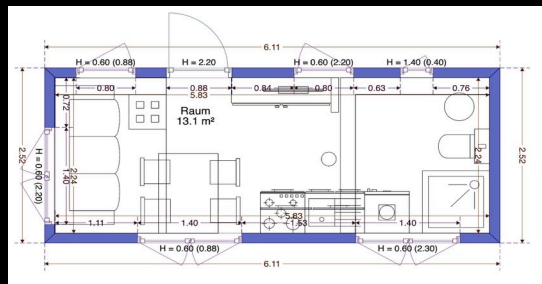 6.11
H = 0.60 (0.88)
H = 2.20
H = 0.60 (2.20)
H = 1.40 (0.40)
0.80
0.88
0.84
0.80
0.63
0.76
5.83
Raum
13.1 m²
2.52
0.72
H = 0.60 (2.20)
1.40
2.24
2.24
2.52
5.83
1.11
1.40
1.53
1.40
H = 0.60 (0.88)
H = 0.60 (2.30)
6.11